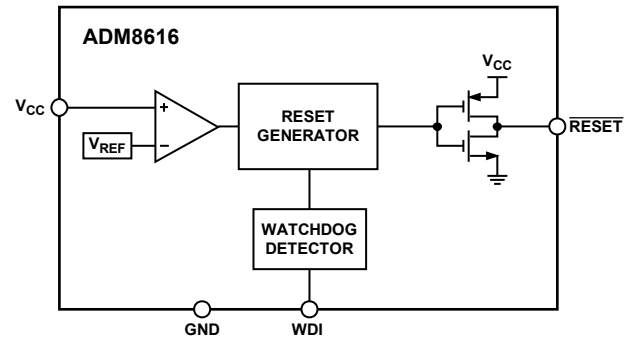 ADM8616
VCC
VCC
+
RESET
GENERATOR
RESET
VREF
−
WATCHDOG
DETECTOR
GND
WDI